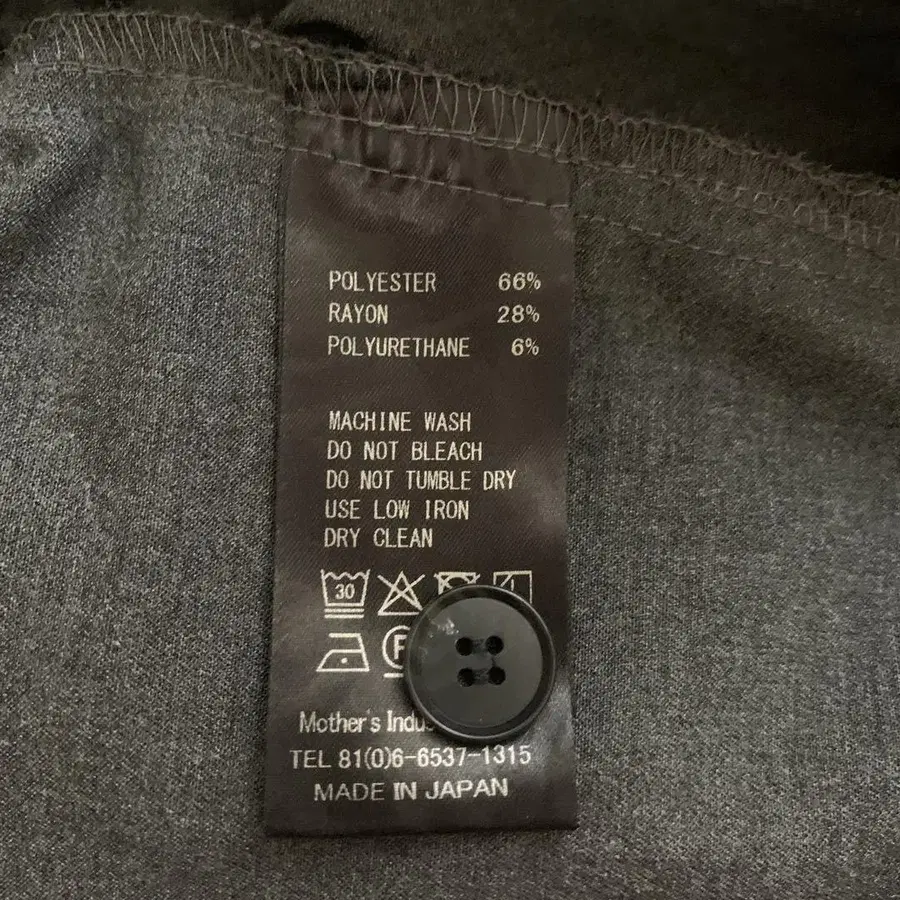 POLYESTER 66%
RAYON 28%
POLYURETHANE 6%
MACHINE WASH
DO NOT BLEACH
DO NOT TUMBLE DRY
USE LOW IRON
DRY CLEAN
30
Mother's
TEL 81(0)6-6537-1315
MADE IN JAPAN